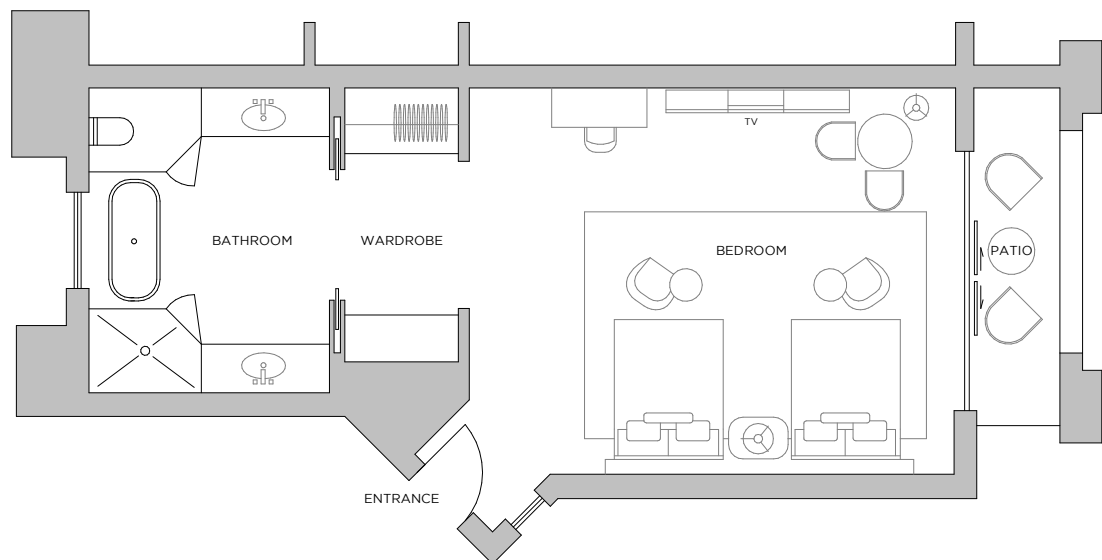 TV
BATHROOM
WARDROBE
BEDROOM
PATIO
ENTRANCE